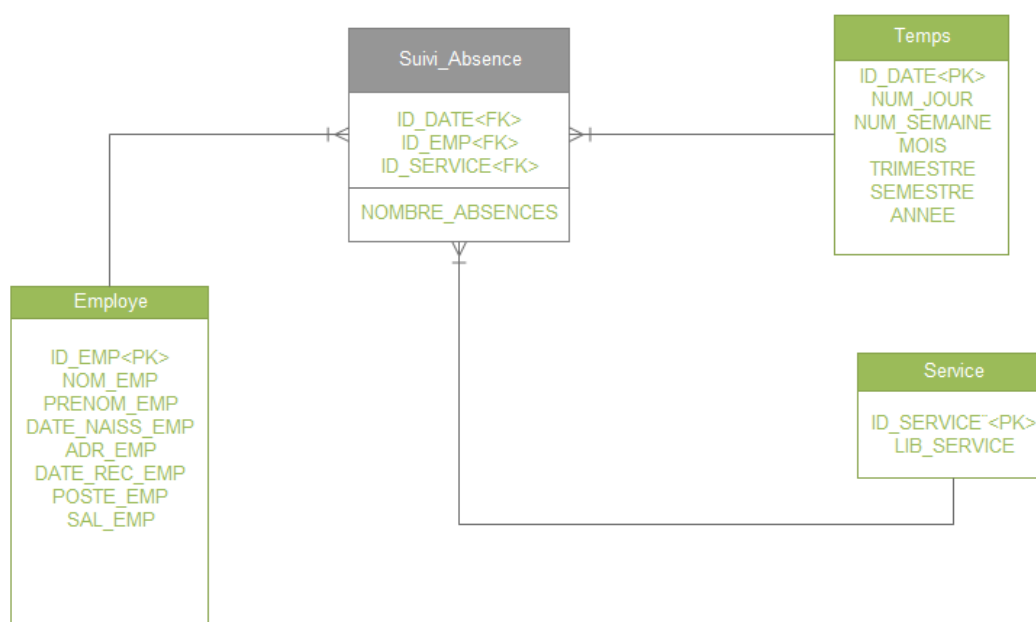 Suivi_Absence
ID_DATE<FK>
ID_EMP<FK>
ID_SERVICE<FK>
NOMBRE_ABSENCES
Temps
ID_DATE<PK>
NUM_JOUR
NUM_SEMAINE
MOIS
TRIMESTRE
SEMESTRE
ANNEE
Employe
ID_EMP<PK>
NOM_EMP
PRENOM_EMP
DATE_NAISS_EMP
ADR_EMP
DATE_REC_EMP
POSTE_EMP
SAL_EMP
Service
ID_SERVICE¨<PK>
LIB_SERVICE